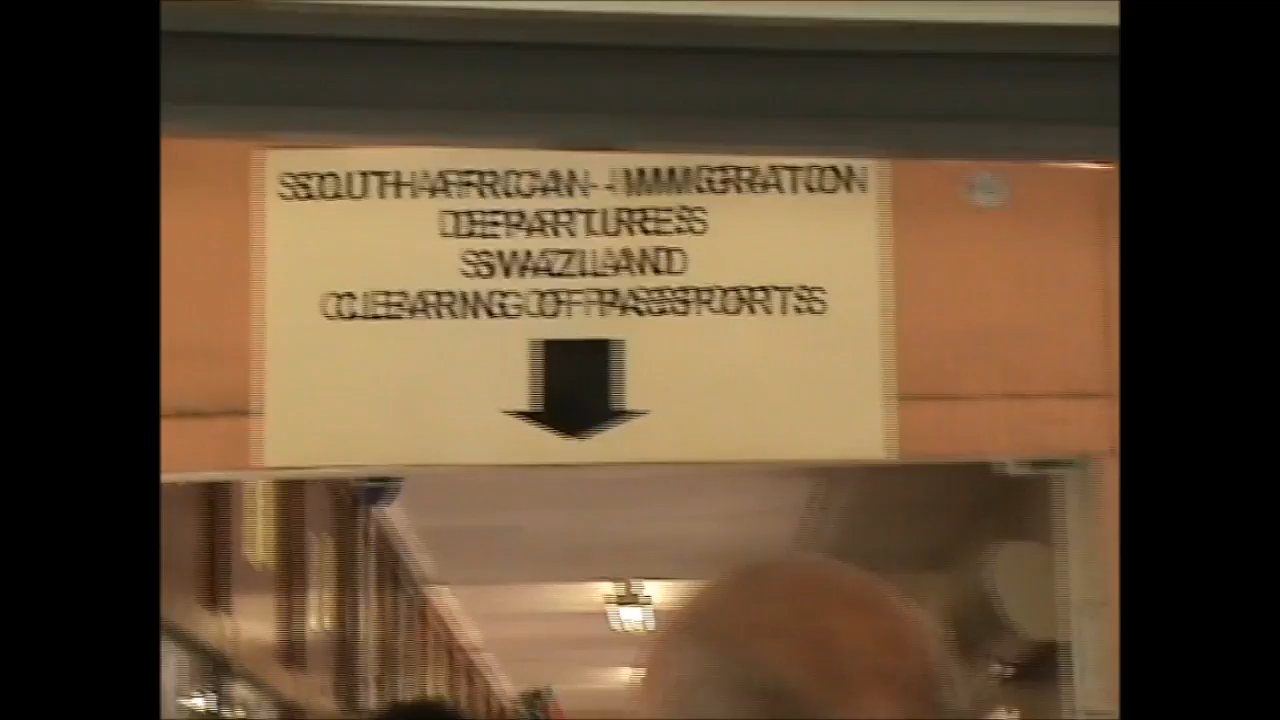 SOUTH AFRICAN - IMMIGRATION
DEPARTURES
SWAZILAND
CLEARING OF PASSPORTS